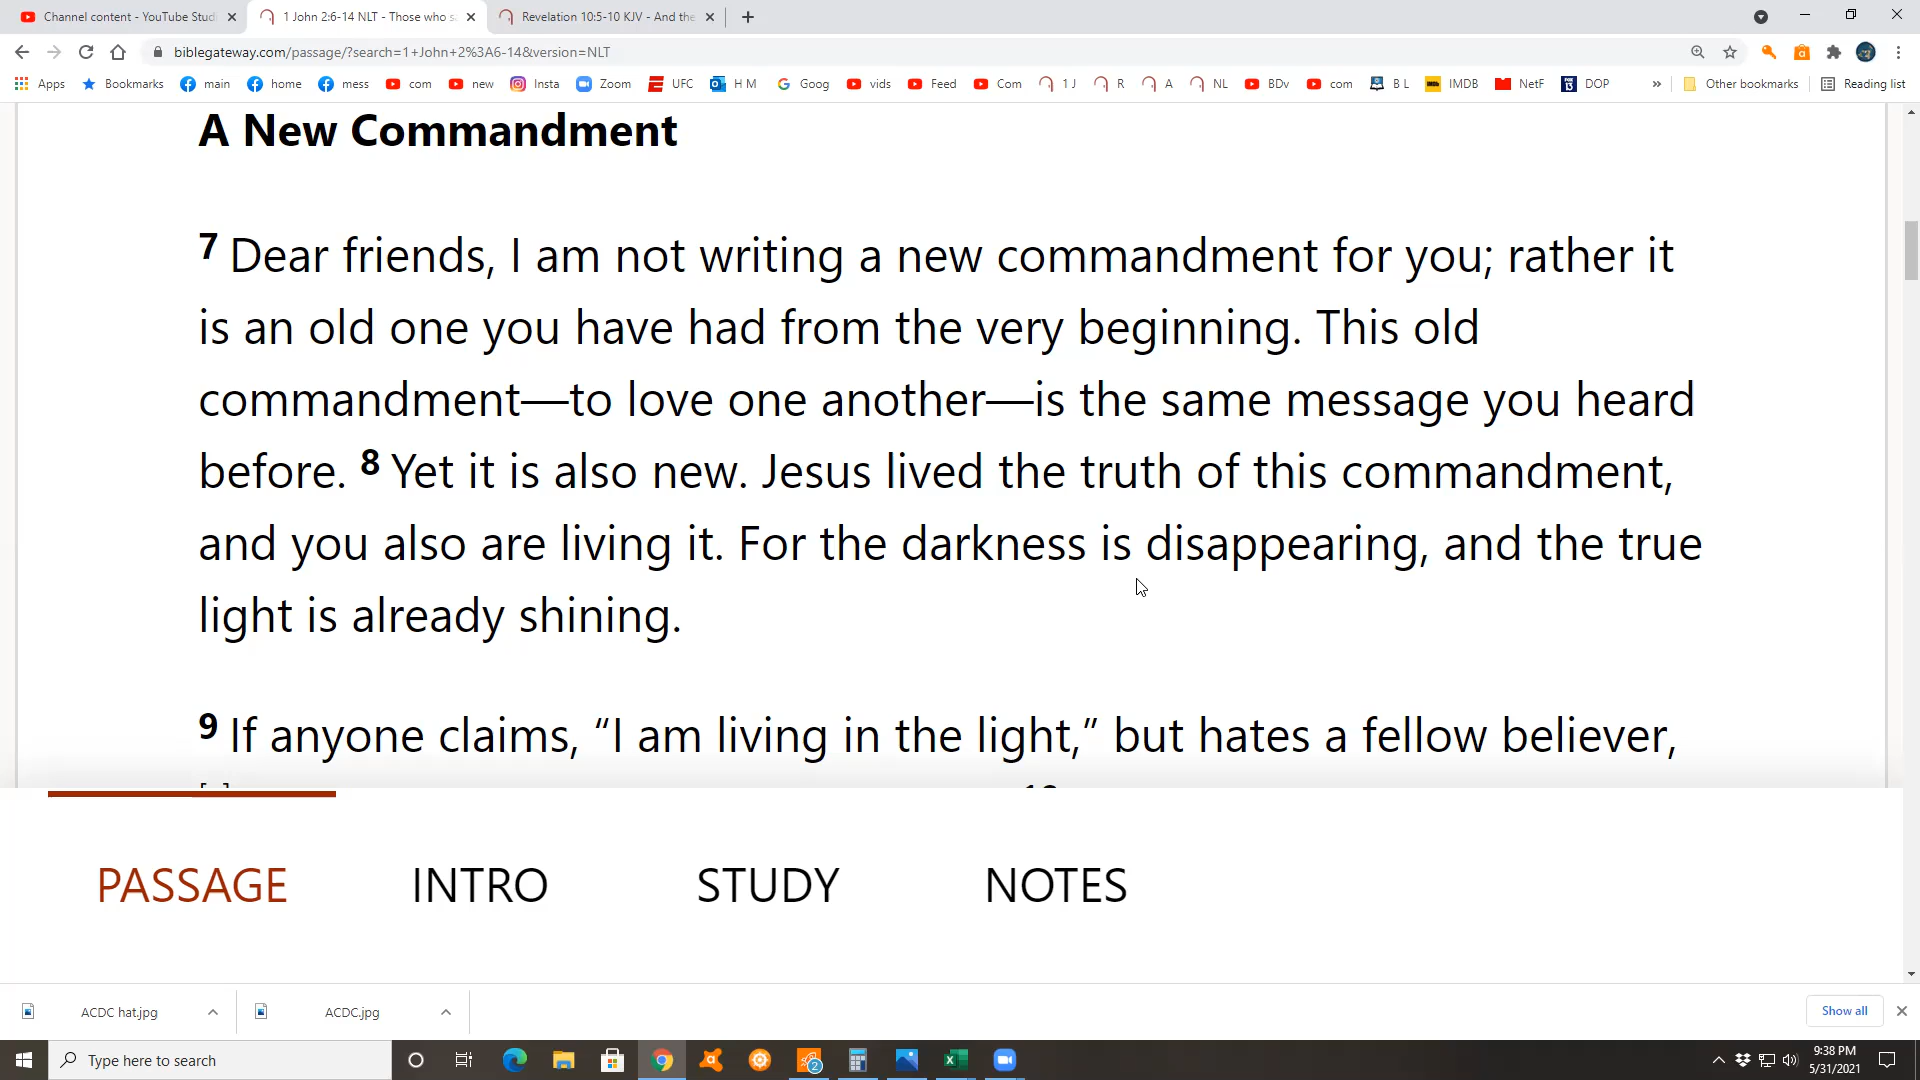 Channel content - YouTube Studi
1 John 2:6-14 NLT - Those who s
Revelation 10:5-10 KJV - And the
biblegateway.com/passage/?search=1+John+2%3A6-14&version=NLT
Apps Bookmarks main home mess com new Insta Zoom UFC H M Goog vids Feed Com 1 J R A NL BDv com B L IMDB NetF DOP » Other bookmarks Reading list
A New Commandment
7 Dear friends, I am not writing a new commandment for you; rather it
is an old one you have had from the very beginning. This old
commandment—to love one another—is the same message you heard
before. 8 Yet it is also new. Jesus lived the truth of this commandment,
and you also are living it. For the darkness is disappearing, and the true
light is already shining.
9 If anyone claims, “I am living in the light,” but hates a fellow believer,
PASSAGE INTRO STUDY NOTES
ACDC hat.jpg ACDC.jpg Show all
Type here to search
2
9:38 PM
5/31/2021